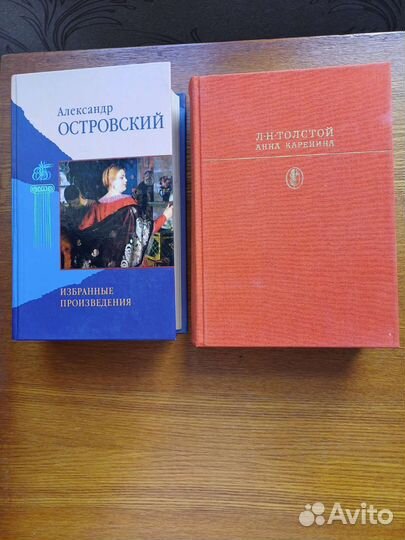 Александр
ОСТРОВСКИЙ
ИЗБРАННЫЕ
ПРОИЗВЕДЕНИЯ
Л·Н·ТОЛСТОЙ
АННА КАРЕНИНА
Avito